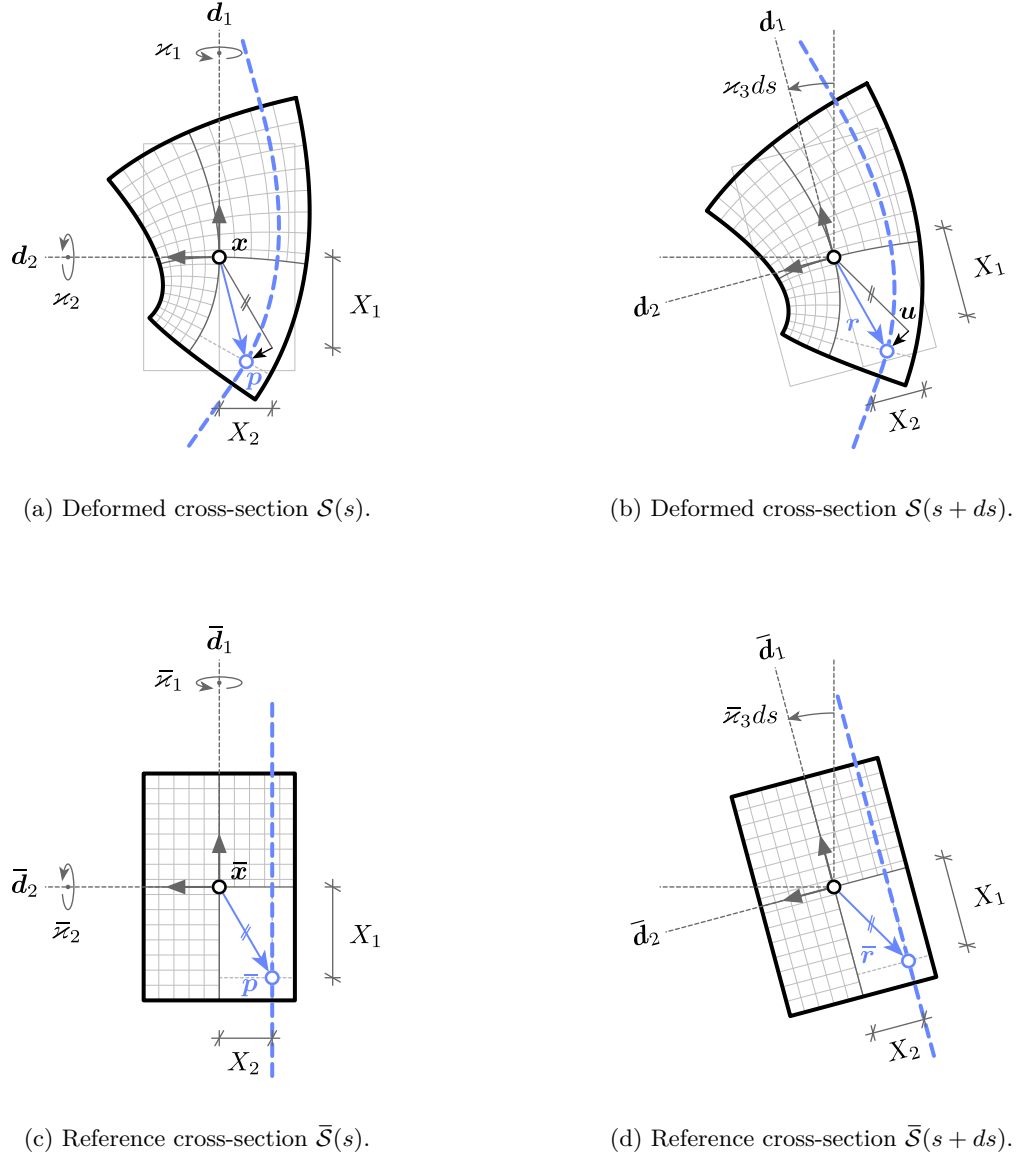 𝒅₁ 𝐝₁
ϰ₁ ϰ₃ds
𝒙
𝒅₂ X₁ X₁
ϰ₂ 𝐝₂ 𝒓 𝒖
𝒑
X₂ X₂
(a) Deformed cross-section 𝒮(s). (b) Deformed cross-section 𝒮(s + ds).
𝒅̅₁ 𝐝̅₁
ϰ̅₁ ϰ̅₃ds
𝒙̅
𝒅̅₂ X₁ X₁
ϰ̅₂ 𝐝̅₂ 𝒓̅
𝒑̅
X₂ X₂
(c) Reference cross-section 𝒮̅(s). (d) Reference cross-section 𝒮̅(s + ds).